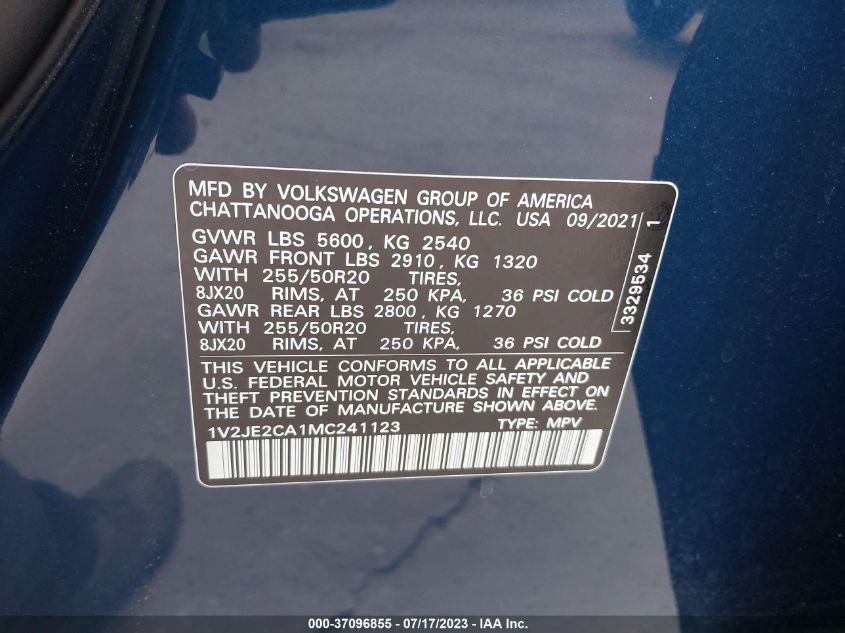 MFD BY VOLKSWAGEN GROUP OF AMERICA
CHATTANOOGA OPERATIONS, LLC. USA 09/2021
GVWR LBS 5600, KG 2540
GAWR FRONT LBS 2910, KG 1320
WITH 255/50R20 TIRES,
8JX20 RIMS, AT 250 KPA, 36 PSI COLD
GAWR REAR LBS 2800, KG 1270
WITH 255/50R20 TIRES,
8JX20 RIMS, AT 250 KPA, 36 PSI COLD
THIS VEHICLE CONFORMS TO ALL APPLICABLE
U.S. FEDERAL MOTOR VEHICLE SAFETY AND
THEFT PREVENTION STANDARDS IN EFFECT ON
THE DATE OF MANUFACTURE SHOWN ABOVE.
1V2JE2CA1MC241123 TYPE: MPV
3329534 1
000-37096855 - 07/17/2023 - IAA Inc.